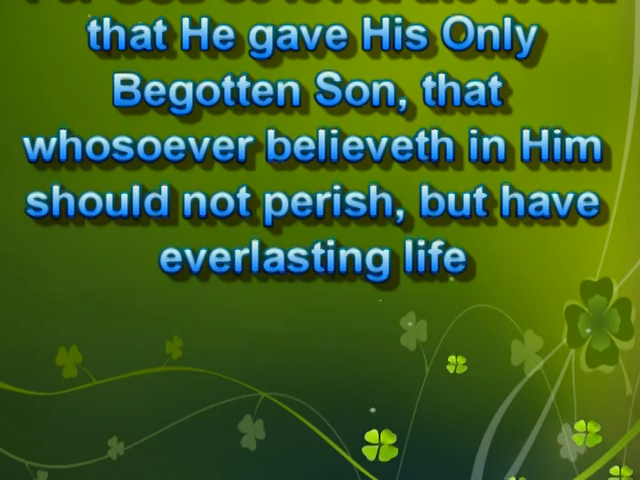 that He gave His Only
Begotten Son, that
whosoever believeth in Him
should not perish, but have
everlasting life